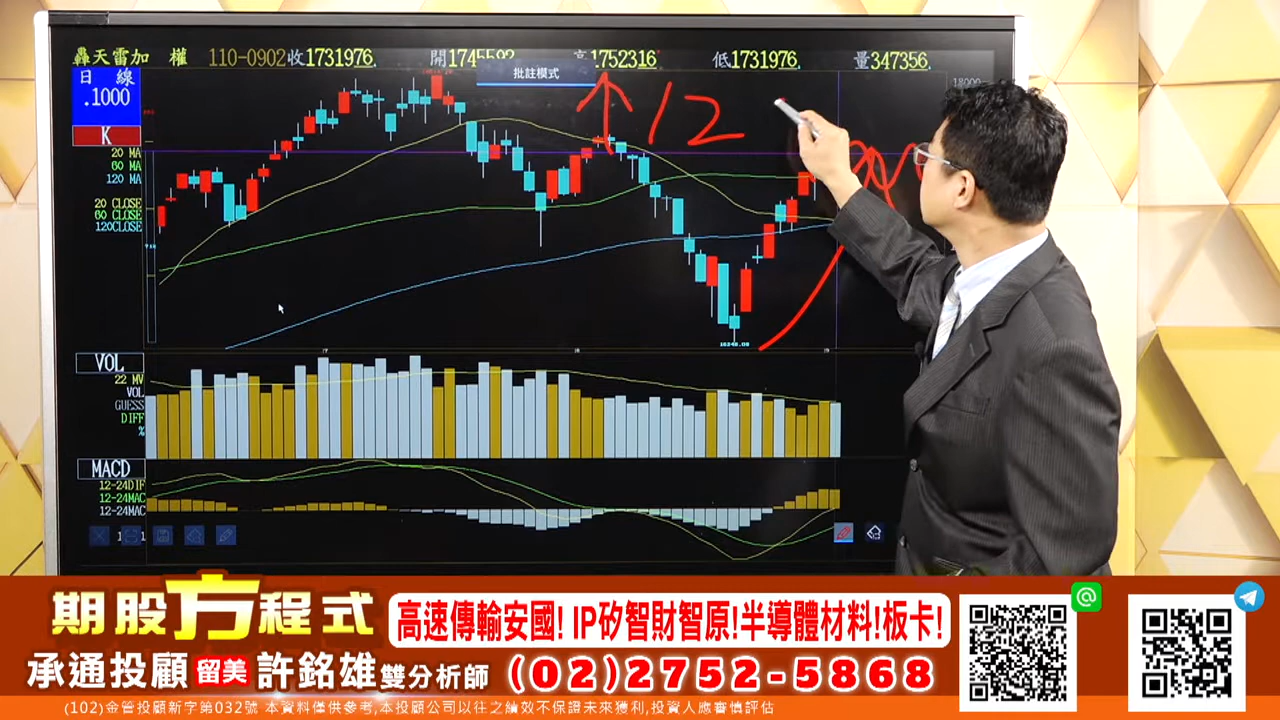 轟天雷加 權 110-0902 收1731976. 開1745592 高1752316. 低1731976. 量347356.
日 線
.1000
批註模式
18000
K
20 MA
60 MA
120 MA
20 CLOSE
60 CLOSE
120CLOSE
12
VOL
22 MV
VOL
GUESS
DIFF
%
MACD
12-24DIF
12-24MAC
12-24MAC
期股方程式
高速傳輸安國! IP矽智財智原!半導體材料!板卡!
承通投顧 留美 許銘雄 雙分析師 (02)2752-5868
(102)金管投顧新字第032號 本資料僅供參考,本投顧公司以往之績效不保證未來獲利,投資人應審慎評估